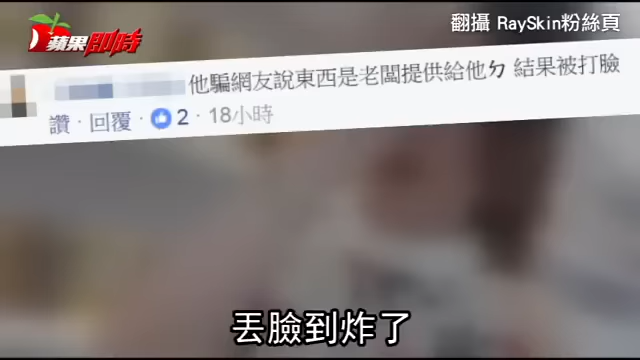 蘋果即時
翻攝 RaySkin粉絲頁
他騙網友說東西是老闆提供給他ㄉ 結果被打臉
讚 · 回覆 · 2 · 18小時
丟臉到炸了